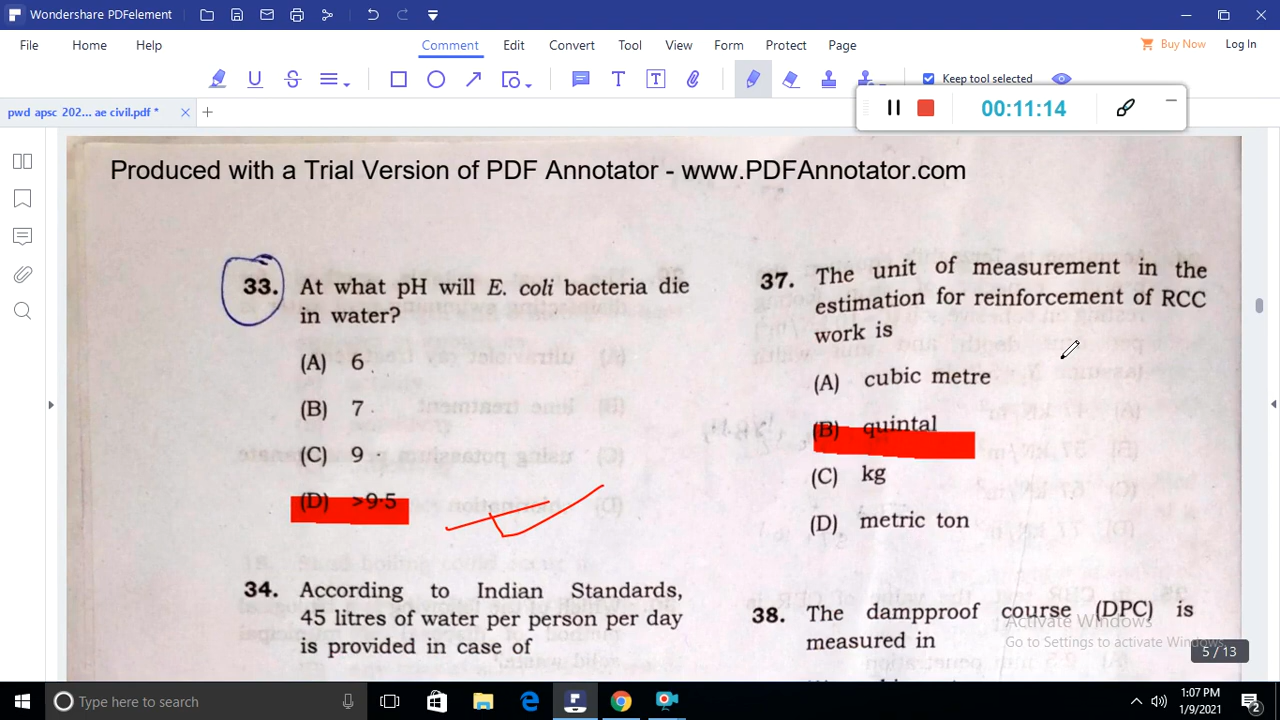 Wondershare PDFelement
File Home Help Comment Edit Convert Tool View Form Protect Page Buy Now Log In
Keep tool selected
pwd apsc 202... ae civil.pdf *
00:11:14
Produced with a Trial Version of PDF Annotator - www.PDFAnnotator.com
33. At what pH will E. coli bacteria die
in water?
(A) 6
(B) 7
(C) 9
(D) >9·5
34. According to Indian Standards,
45 litres of water per person per day
is provided in case of
37. The unit of measurement in the
estimation for reinforcement of RCC
work is
(A) cubic metre
(B) quintal
(C) kg
(D) metric ton
38. The dampproof course (DPC) is
measured in
Activate Windows
Go to Settings to activate Windows.
5 / 13
Type here to search
1:07 PM
1/9/2021
2